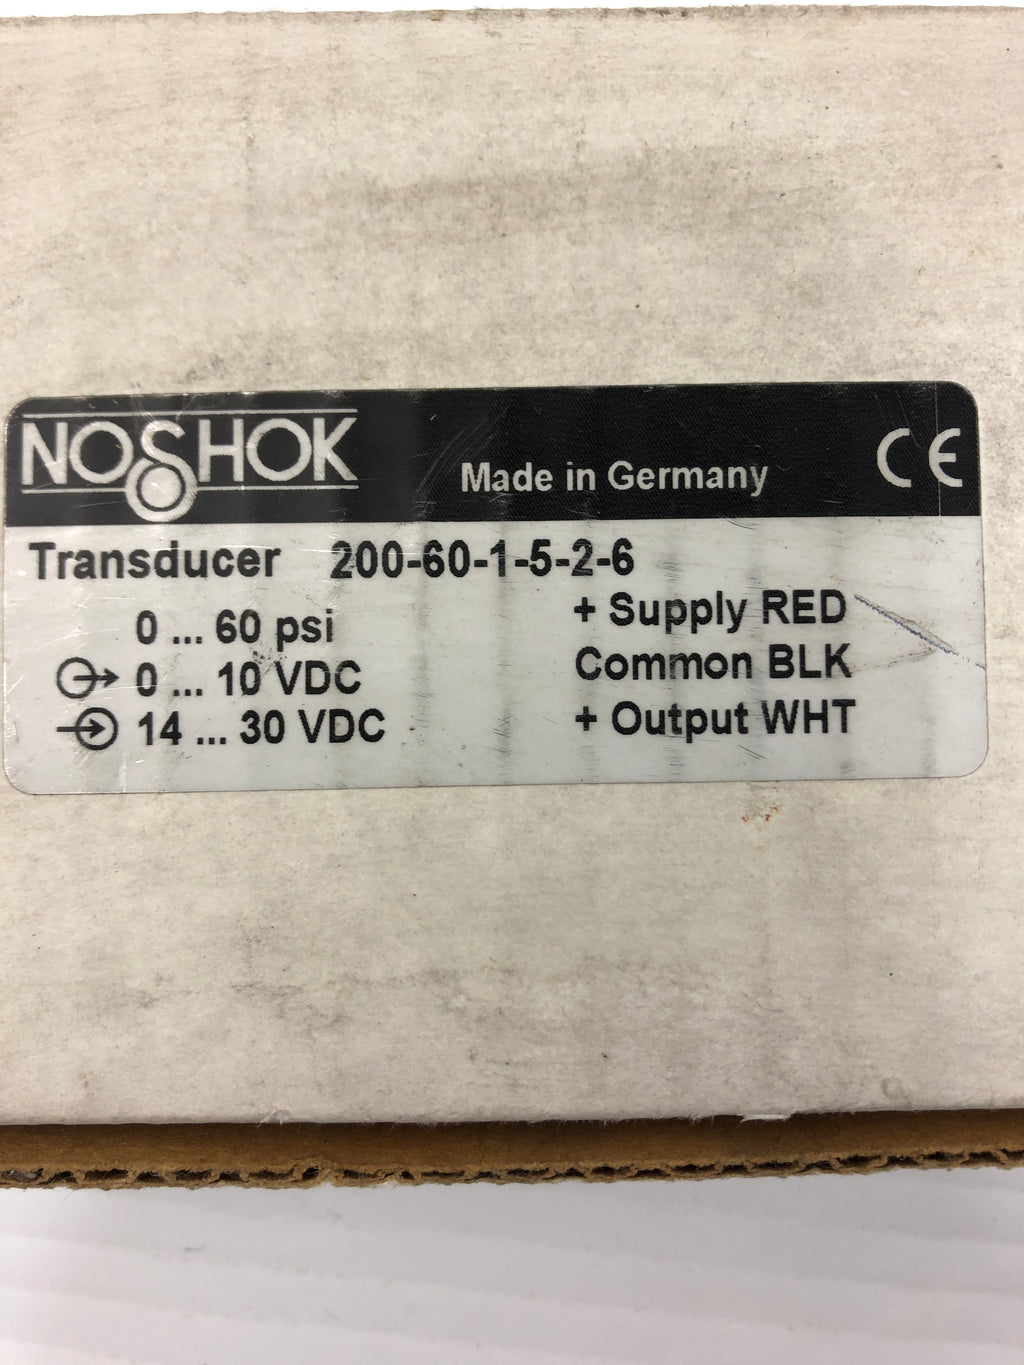 NOSHOK
Made in Germany
CE
Transducer 200-60-1-5-2-6
0 ... 60 psi
0 ... 10 VDC
14 ... 30 VDC
+ Supply RED
Common BLK
+ Output WHT